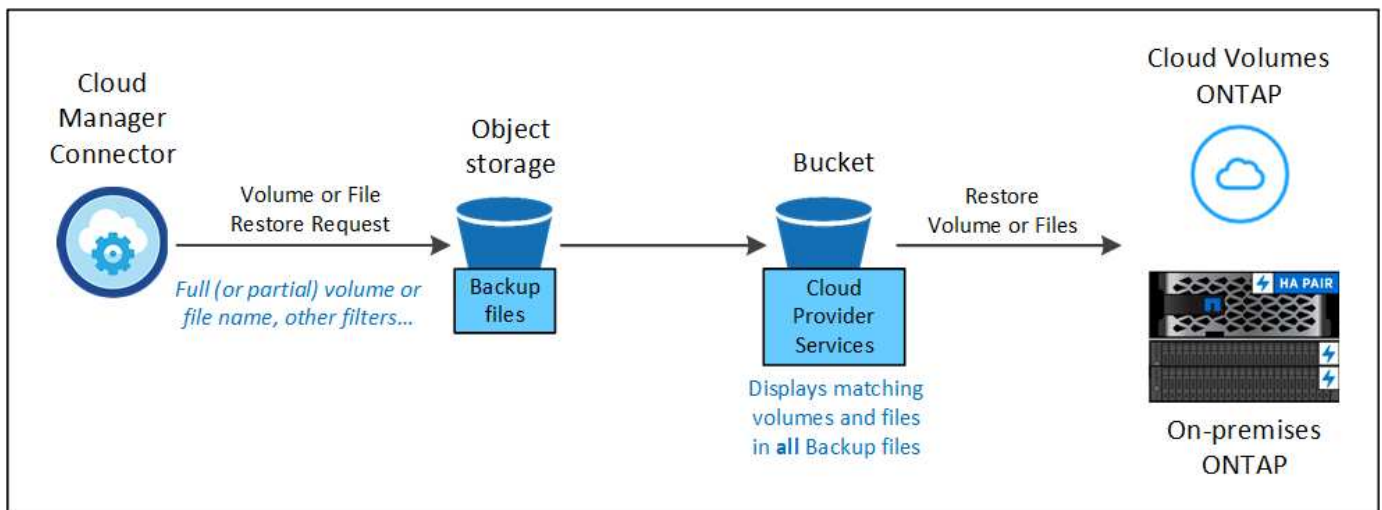 Cloud
Manager
Connector
Volume or File
Restore Request
Full (or partial) volume or
file name, other filters...
Object
storage
Backup
files
Bucket
Cloud
Provider
Services
Displays matching
volumes and files
in all Backup files
Restore
Volume or Files
Cloud Volumes
ONTAP
HA PAIR
On-premises
ONTAP